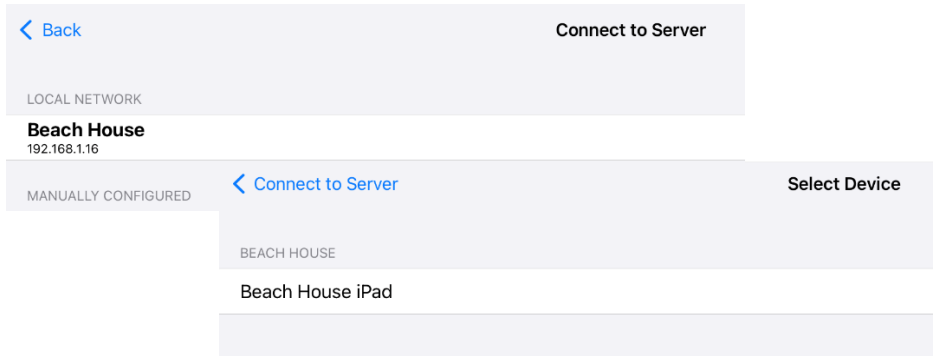 Back
Connect to Server
LOCAL NETWORK
Beach House
192.168.1.16
MANUALLY CONFIGURED
Connect to Server
Select Device
BEACH HOUSE
Beach House iPad